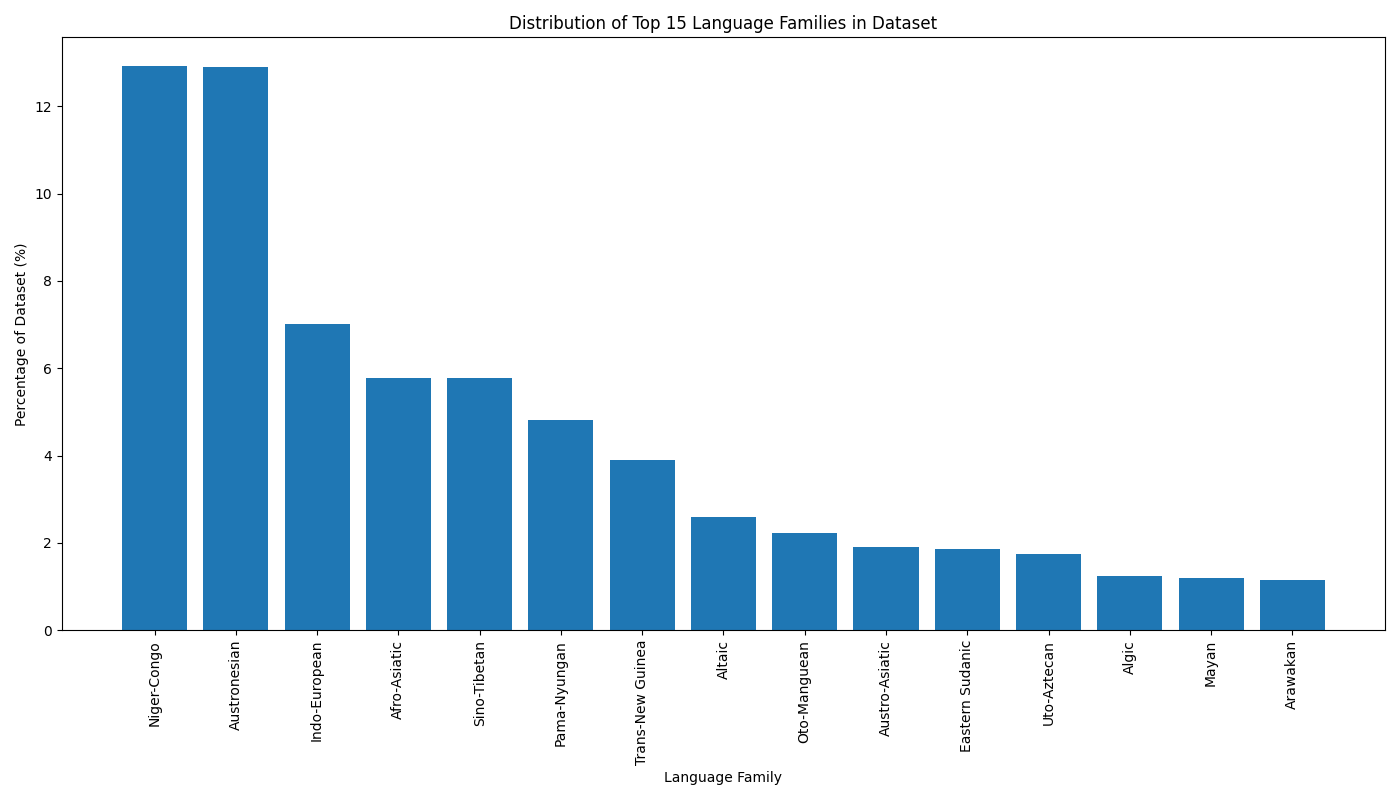 Distribution of Top 15 Language Families in Dataset
Percentage of Dataset (%)
12
10
8
6
4
2
0
Niger-Congo
Austronesian
Indo-European
Afro-Asiatic
Sino-Tibetan
Pama-Nyungan
Trans-New Guinea
Altaic
Oto-Manguean
Austro-Asiatic
Eastern Sudanic
Uto-Aztecan
Algic
Mayan
Arawakan
Language Family